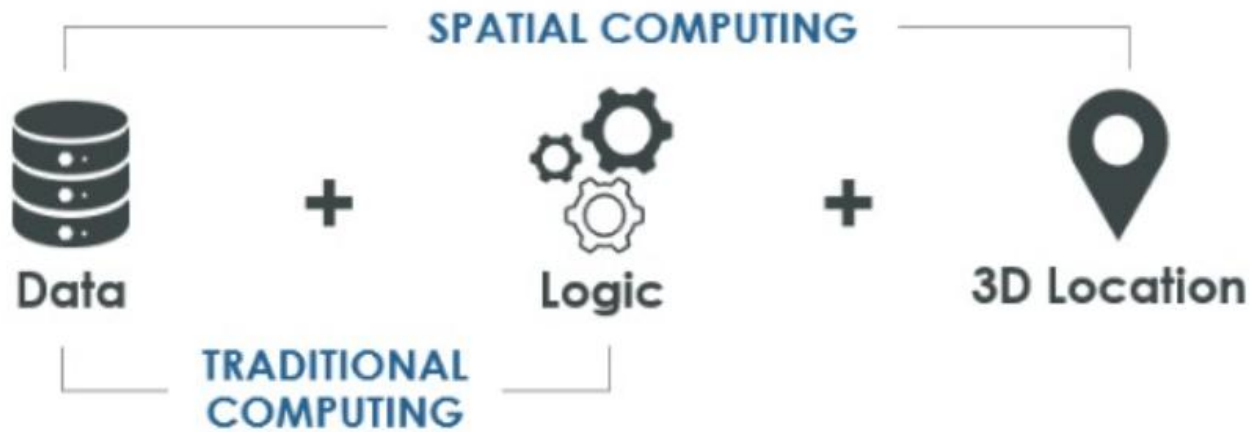 SPATIAL COMPUTING
+
+
Data
Logic
3D Location
TRADITIONAL
COMPUTING